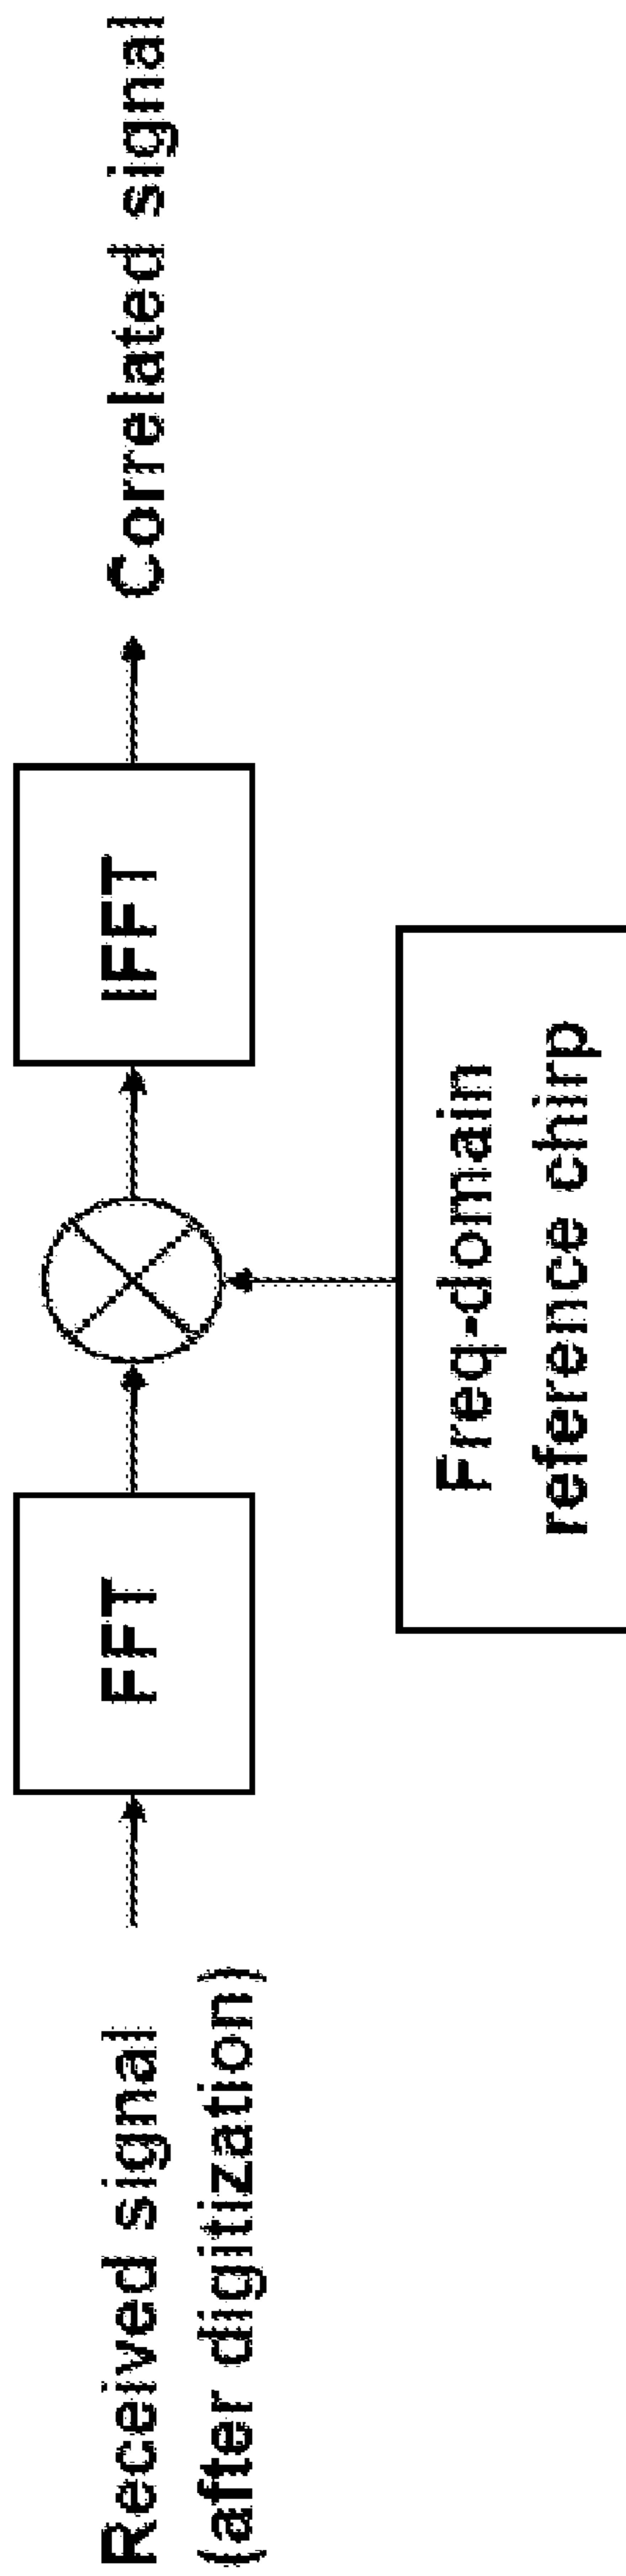 Received signal
(after digitization)
FFT
Freq-domain
reference chirp
IFFT
Correlated signal